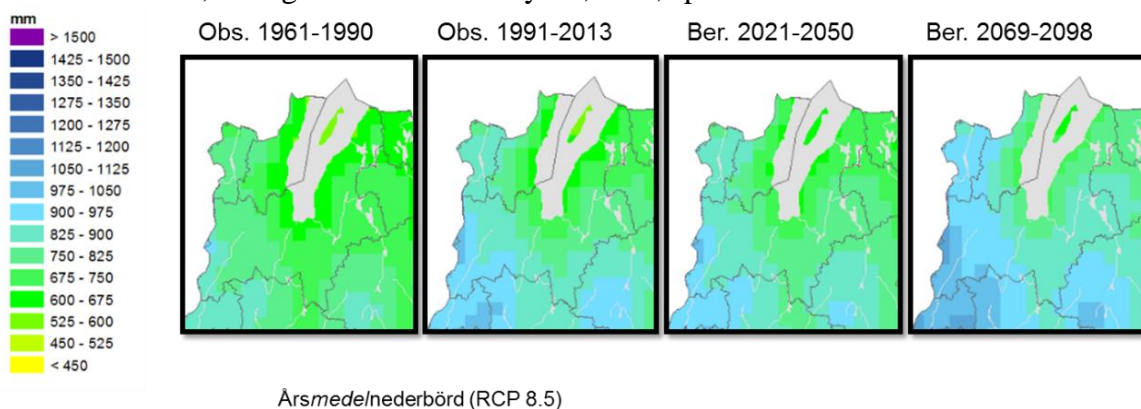 mm
> 1500
1425 - 1500
1350 - 1425
1275 - 1350
1200 - 1275
1125 - 1200
1050 - 1125
975 - 1050
900 - 975
825 - 900
750 - 825
675 - 750
600 - 675
525 - 600
450 - 525
< 450
Obs. 1961-1990
Obs. 1991-2013
Ber. 2021-2050
Ber. 2069-2098
Årsmedelnederbörd (RCP 8.5)